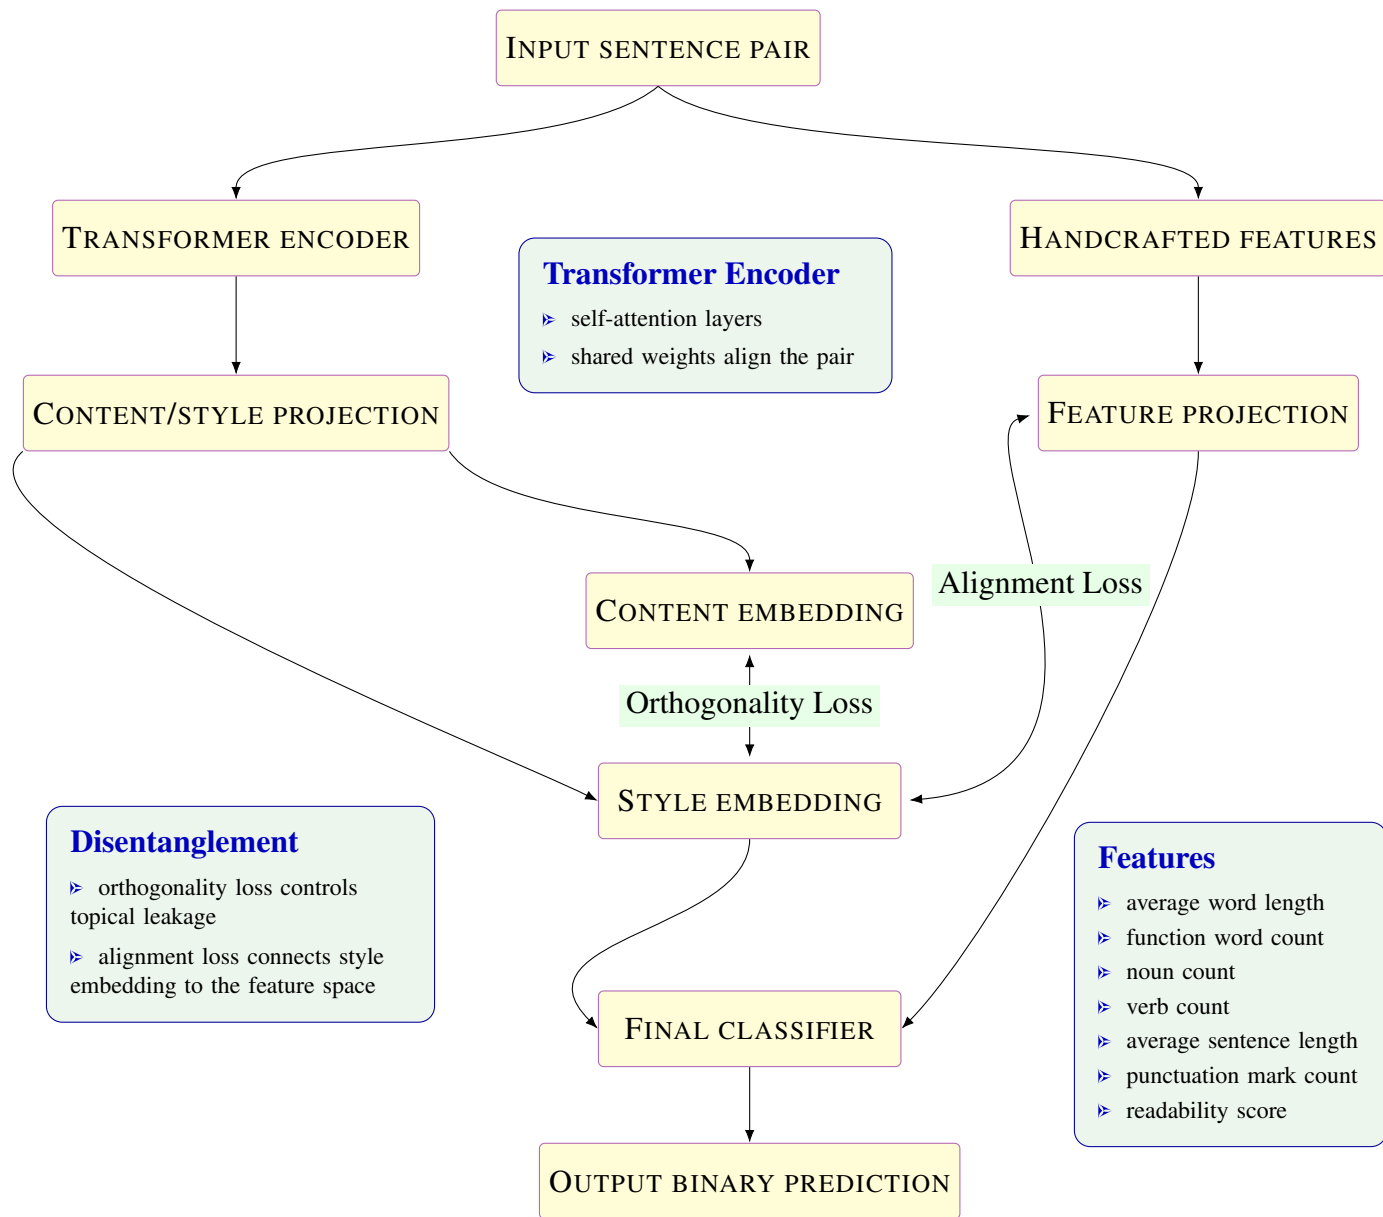 INPUT SENTENCE PAIR
TRANSFORMER ENCODER
HANDCRAFTED FEATURES
Transformer Encoder
self-attention layers
shared weights align the pair
CONTENT/STYLE PROJECTION
FEATURE PROJECTION
Alignment Loss
CONTENT EMBEDDING
Orthogonality Loss
STYLE EMBEDDING
Disentanglement
orthogonality loss controls
topical leakage
alignment loss connects style
embedding to the feature space
Features
average word length
function word count
noun count
verb count
average sentence length
punctuation mark count
readability score
FINAL CLASSIFIER
OUTPUT BINARY PREDICTION